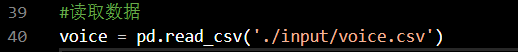 39 #读取数据
40 voice = pd.read_csv('./input/voice.csv')